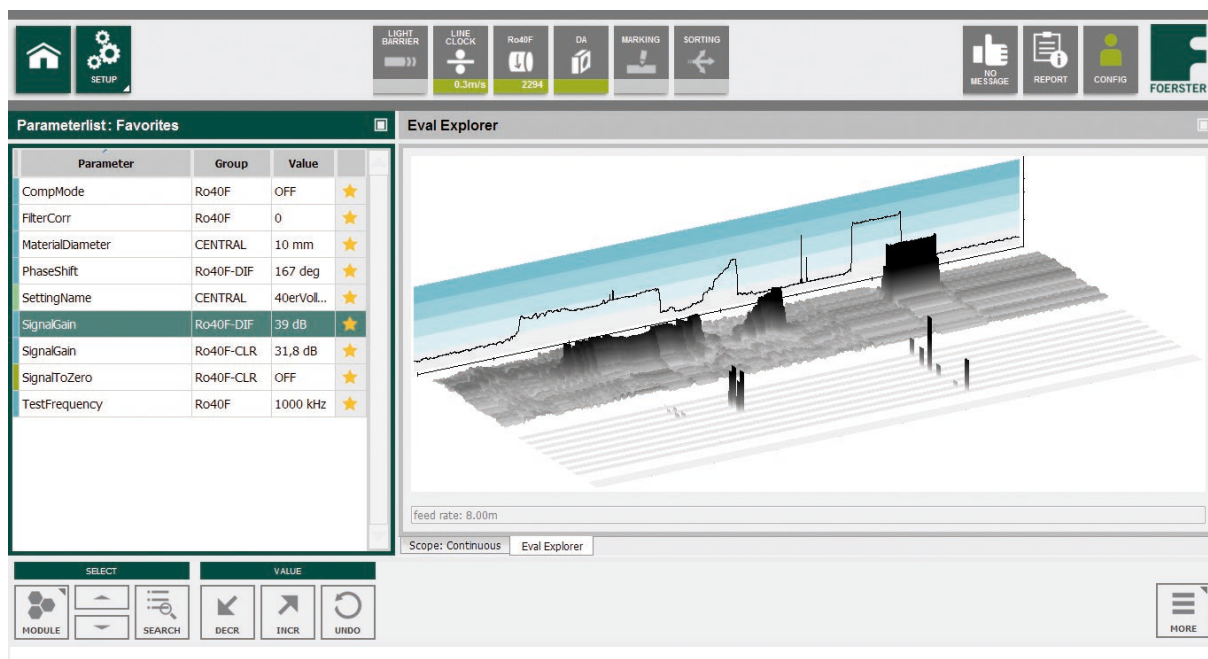 LIGHT
BARRIER
LINE
CLOCK
0.3m/s
Ro40F
2294
DA
MARKING
SORTING
SETUP
NO
MESSAGE
REPORT
CONFIG
FOERSTER
Parameterlist: Favorites
Eval Explorer
Parameter Group Value
CompMode Ro40F OFF
FilterCorr Ro40F 0
MaterialDiameter CENTRAL 10 mm
PhaseShift Ro40F-DIF 167 deg
SettingName CENTRAL 40erVoll...
SignalGain Ro40F-DIF 39 dB
SignalGain Ro40F-CLR 31,8 dB
SignalToZero Ro40F-CLR OFF
TestFrequency Ro40F 1000 kHz
feed rate: 8.00m
Scope: Continuous Eval Explorer
SELECT VALUE
MODULE SEARCH DECR INCR UNDO MORE